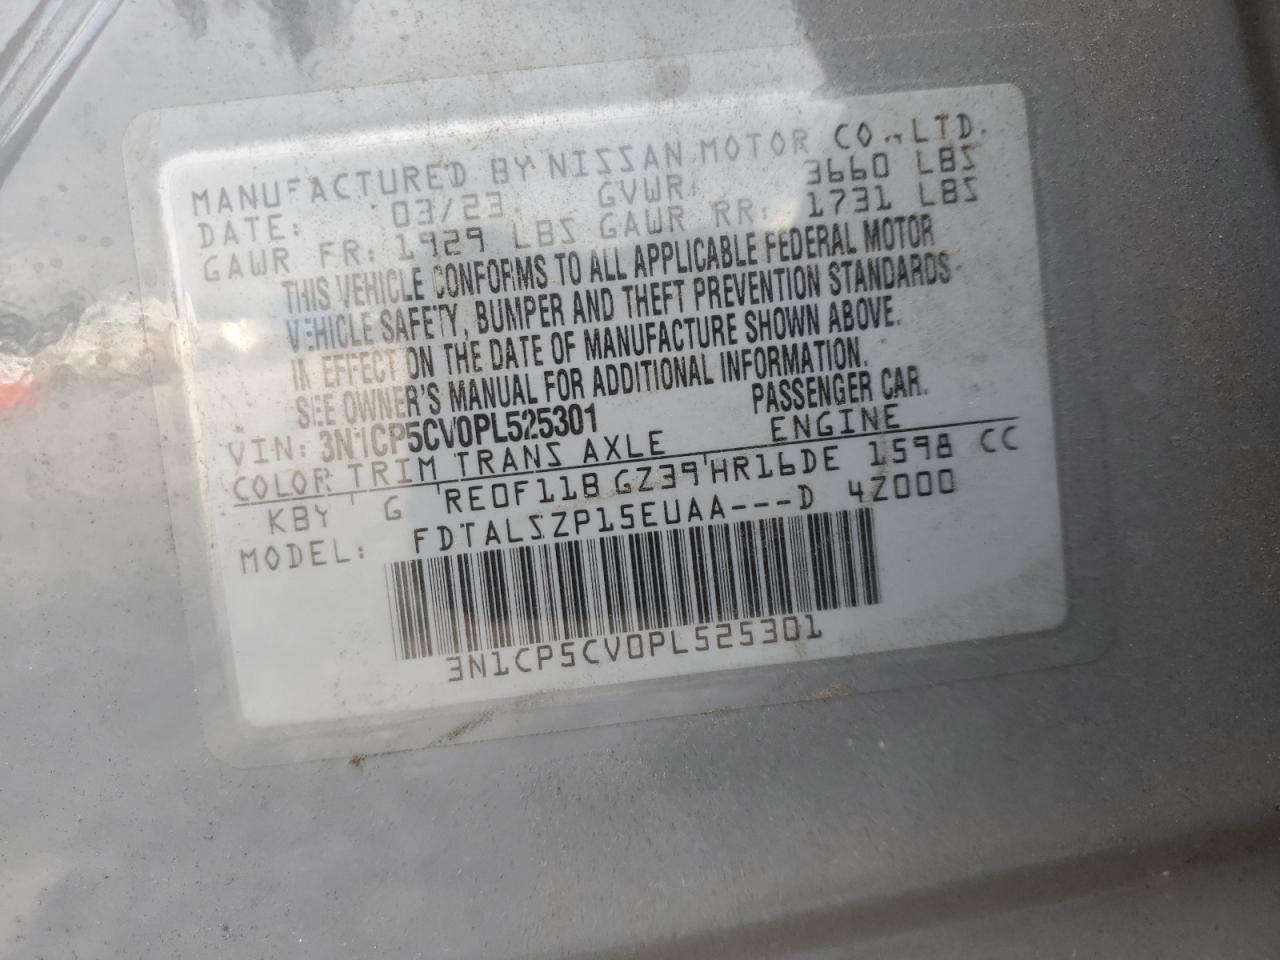 MANUFACTURED BY NISSAN MOTOR CO., LTD.
DATE: 03/23 GVWR: 3660 LBS
GAWR FR: 1929 LBS GAWR RR: 1731 LBS
THIS VEHICLE CONFORMS TO ALL APPLICABLE FEDERAL MOTOR
VEHICLE SAFETY, BUMPER AND THEFT PREVENTION STANDARDS
IN EFFECT ON THE DATE OF MANUFACTURE SHOWN ABOVE.
SEE OWNER'S MANUAL FOR ADDITIONAL INFORMATION.
VIN: 3N1CP5CV0PL525301 PASSENGER CAR.
COLOR TRIM TRANS AXLE ENGINE
KBY G RE0F11B GZ39 HR16DE 1598 CC
MODEL: FDTALSZP15EUAA---D 4Z000
3N1CP5CV0PL525301